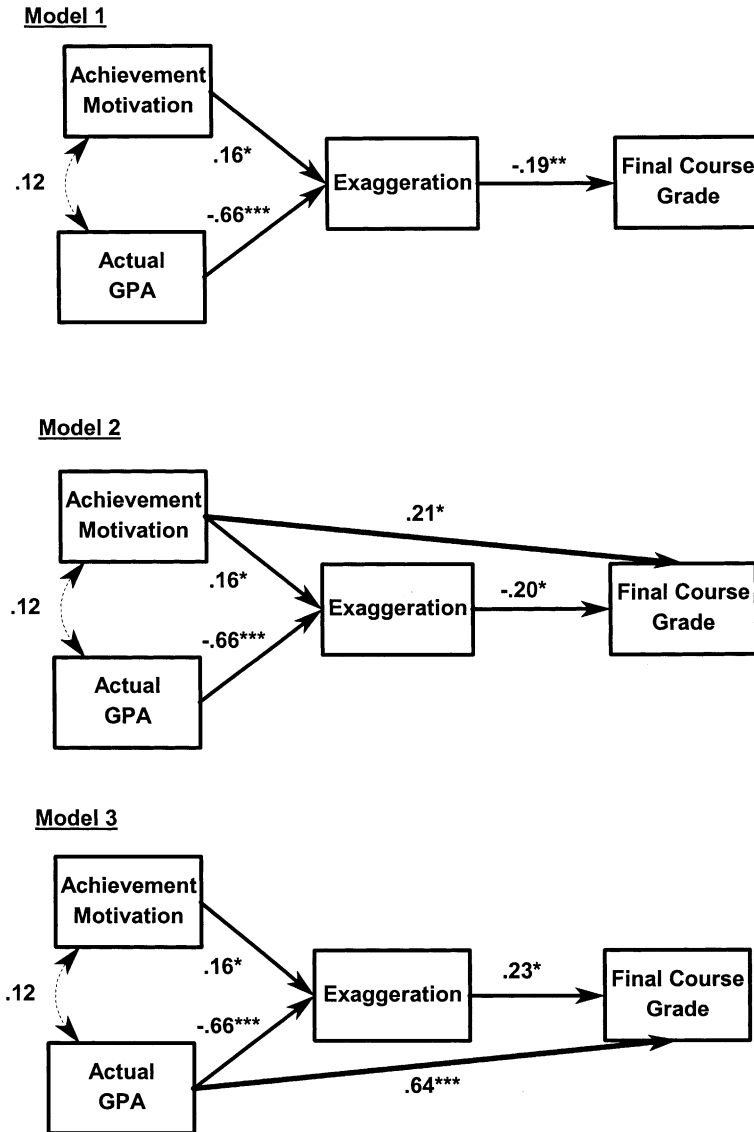 Model 1
Achievement
Motivation
.16*
.12
-.66***
Actual
GPA
Exaggeration
-.19**
Final Course
Grade
Model 2
Achievement
Motivation
.21*
.16*
.12
-.66***
Actual
GPA
Exaggeration
-.20*
Final Course
Grade
Model 3
Achievement
Motivation
.16*
.12
-.66***
Actual
GPA
Exaggeration
.23*
Final Course
Grade
.64***